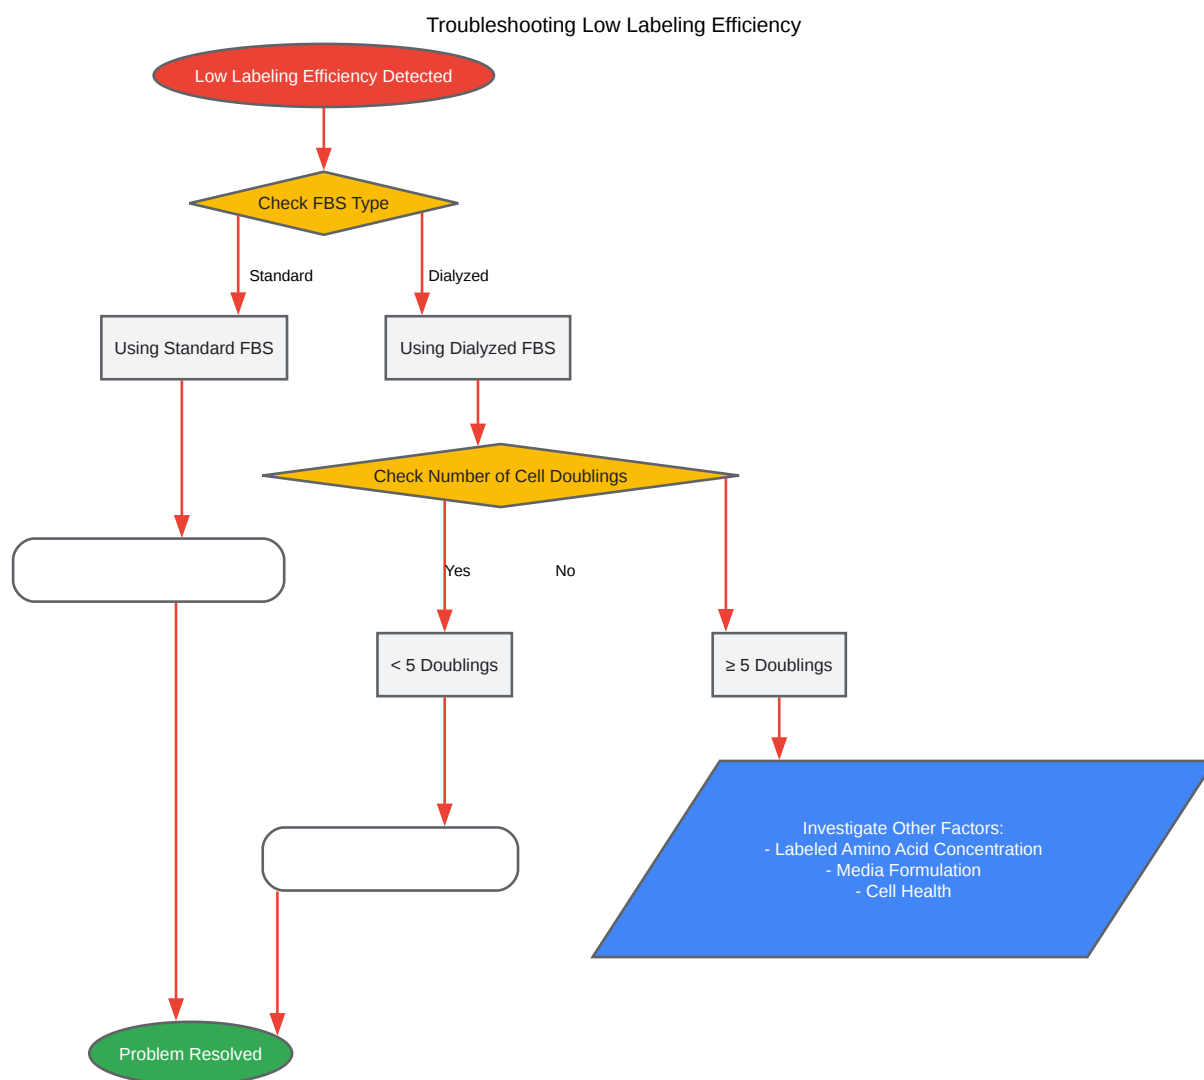 Troubleshooting Low Labeling Efficiency
Low Labeling Efficiency Detected
Check FBS Type
Standard
Dialyzed
Using Standard FBS
Using Dialyzed FBS
Check Number of Cell Doublings
Yes
No
< 5 Doublings
≥ 5 Doublings
Investigate Other Factors:
- Labeled Amino Acid Concentration
- Media Formulation
- Cell Health
Problem Resolved